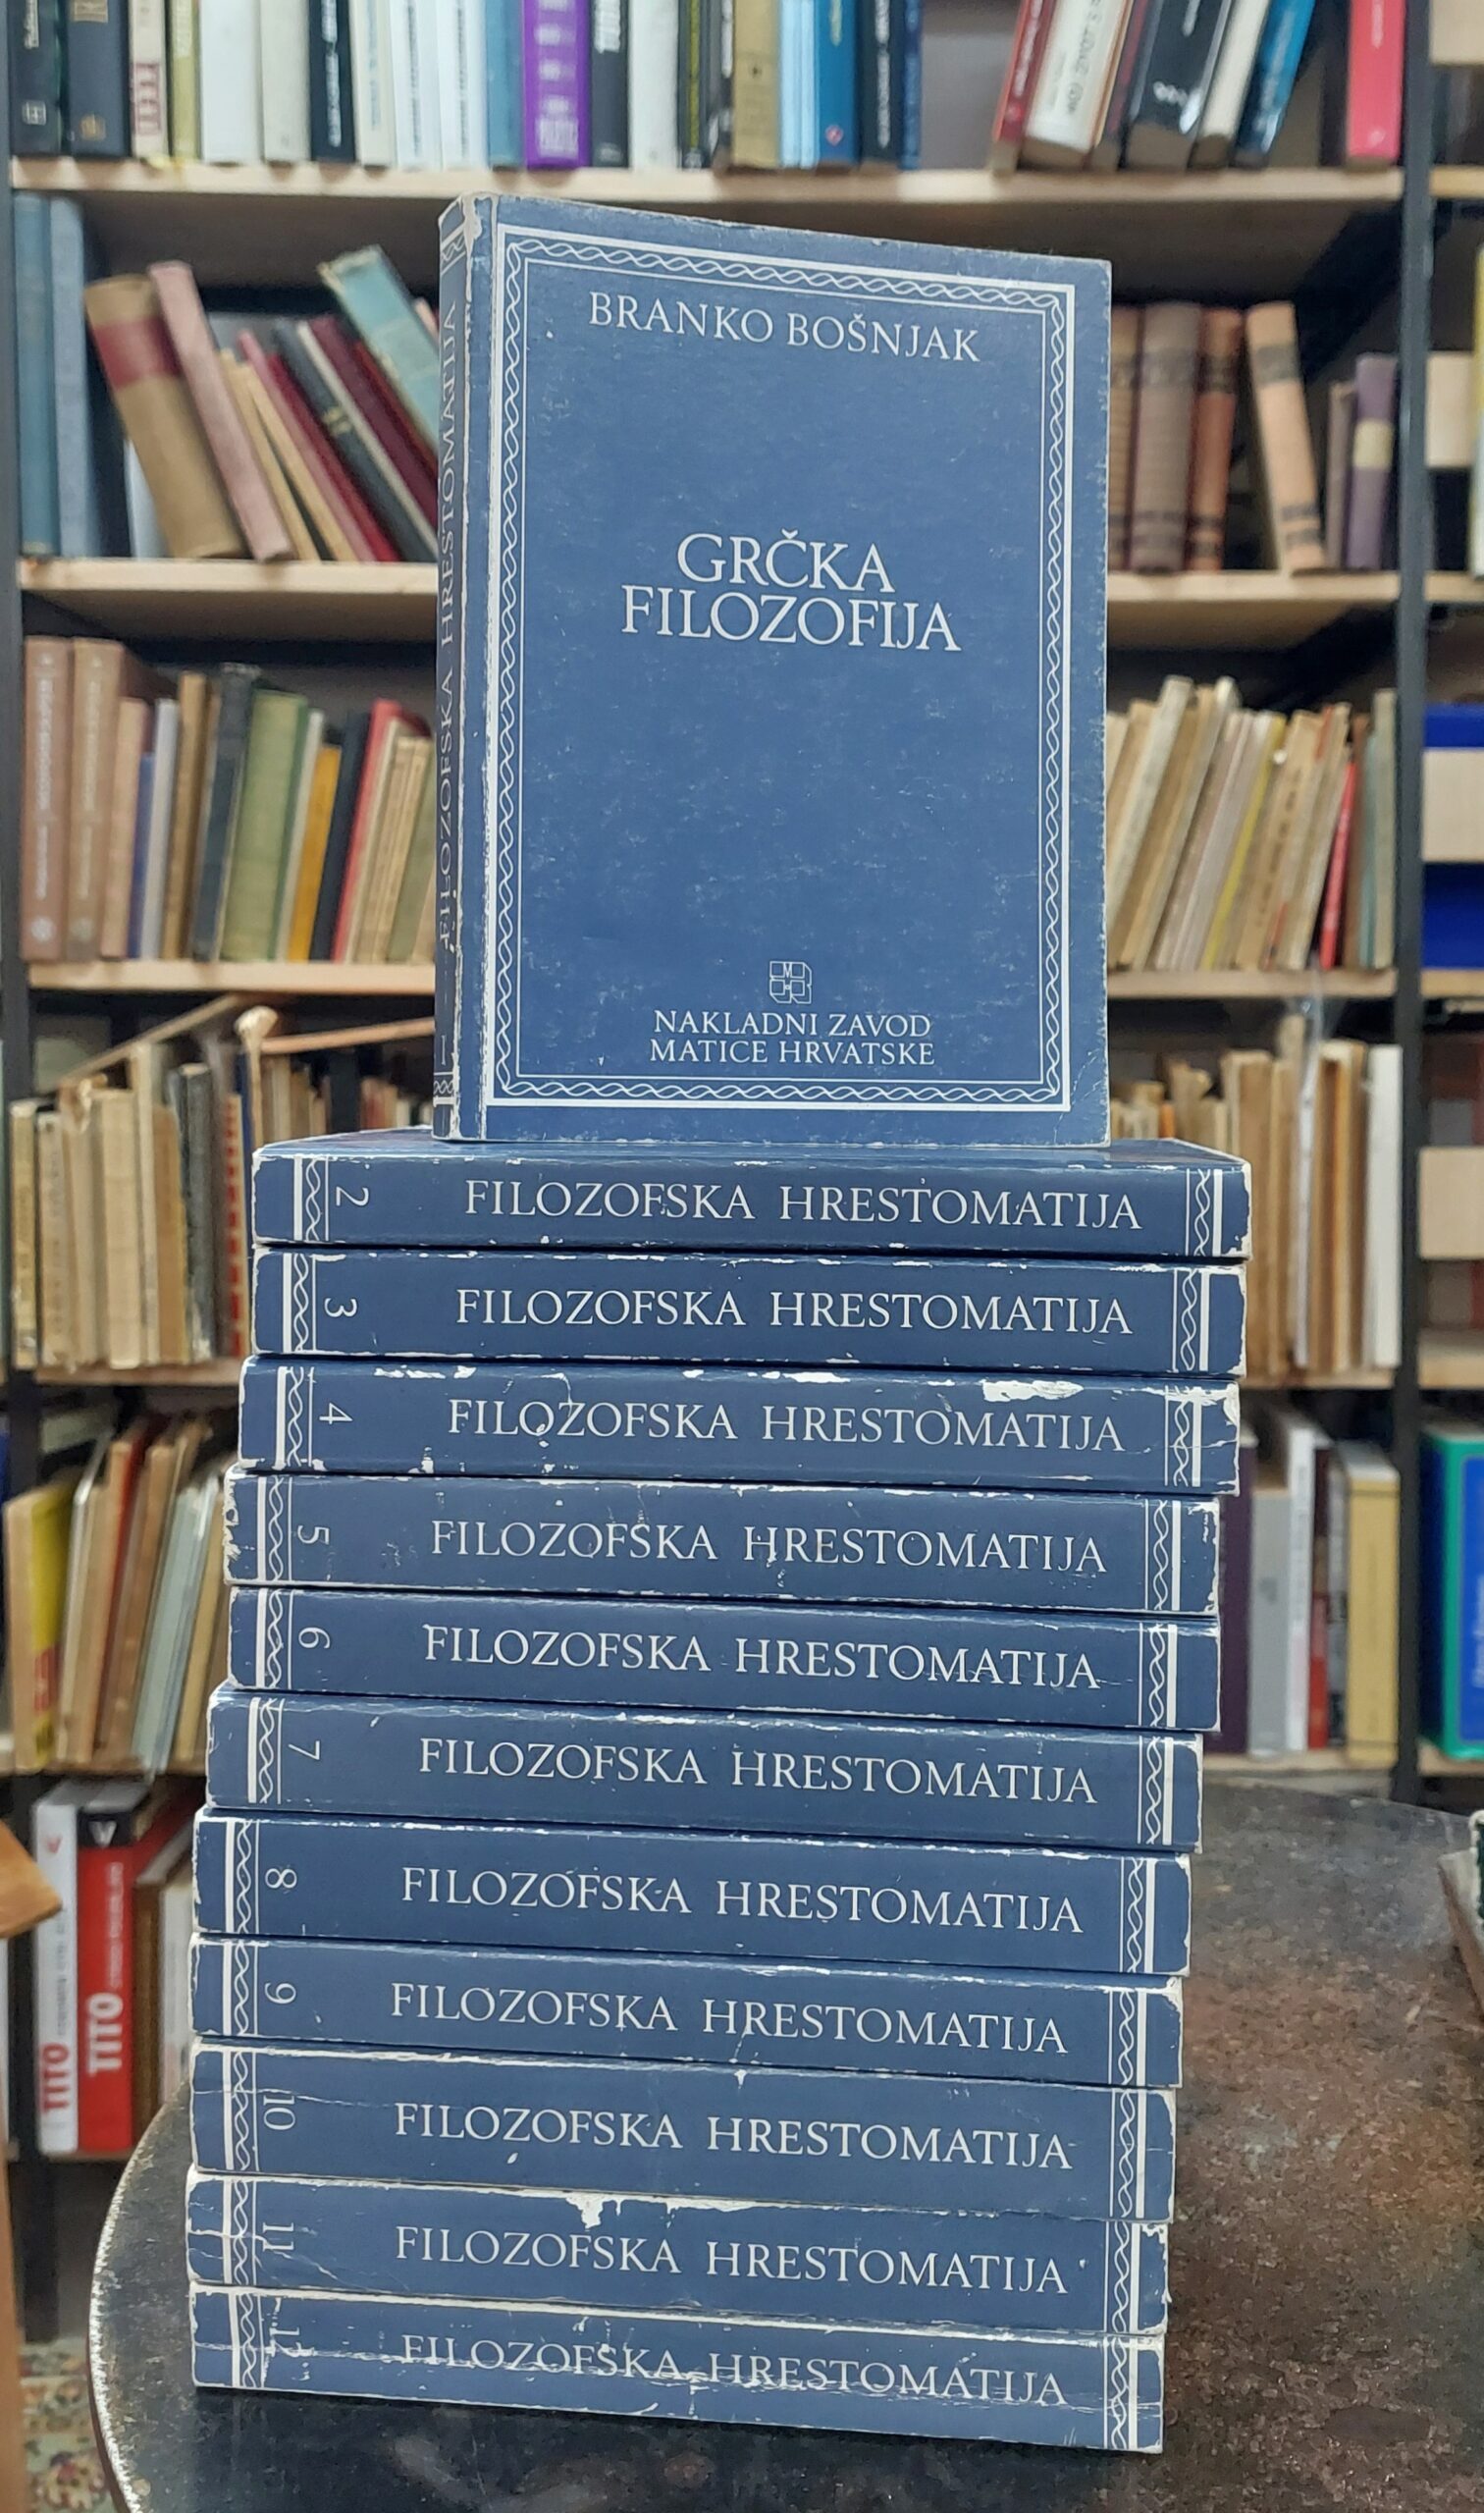 BRANKO BOŠNJAK
GRČKA
FILOZOFIJA
NAKLADNI ZAVOD
MATICE HRVATSKE
FILOZOFSKA HRESTOMATIJA
2 FILOZOFSKA HRESTOMATIJA
3 FILOZOFSKA HRESTOMATIJA
4 FILOZOFSKA HRESTOMATIJA
5 FILOZOFSKA HRESTOMATIJA
6 FILOZOFSKA HRESTOMATIJA
7 FILOZOFSKA HRESTOMATIJA
8 FILOZOFSKA HRESTOMATIJA
9 FILOZOFSKA HRESTOMATIJA
10 FILOZOFSKA HRESTOMATIJA
11 FILOZOFSKA HRESTOMATIJA
12 FILOZOFSKA HRESTOMATIJA
TITO
TITO